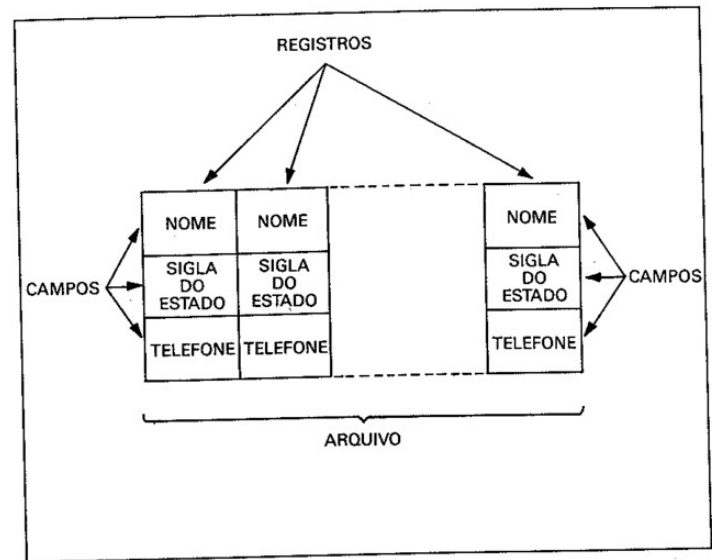 REGISTROS
NOME NOME NOME
CAMPOS SIGLA DO ESTADO SIGLA DO ESTADO SIGLA DO ESTADO CAMPOS
TELEFONE TELEFONE TELEFONE
ARQUIVO